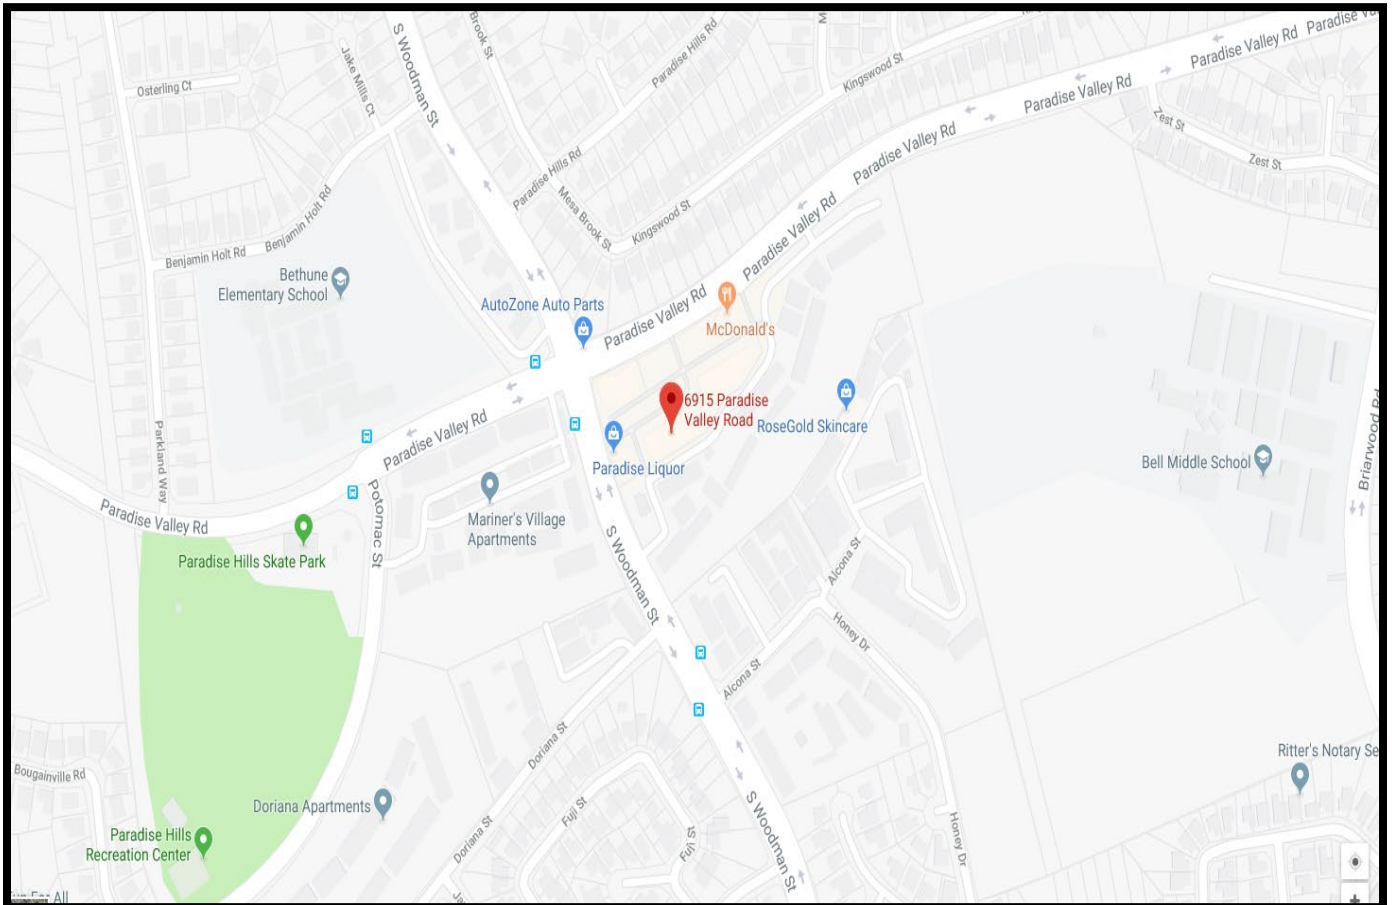 Paradise Valley Rd
Paradise
S Woodman St
Brook St
Paradise Hills Rd
Jake Mills Ct
Kingswood St
Paradise Valley Rd
Osterling Ct
Paradise Valley Rd
Zest St
Paradise Valley Rd
Zest St
Paradise Hills Rd
Mesa Brook St
Kingswood St
Benjamin Holt Rd
Benjamin Holt Rd
Paradise Valley Rd
Bethune
Elementary School
AutoZone Auto Parts
Paradise Valley Rd
McDonald's
6915 Paradise
Valley Road
RoseGold Skincare
Paradise Valley Rd
Paradise Liquor
Parkland Way
Briarwood Rd
Bell Middle School
Potomac St
Paradise Valley Rd
Mariner's Village
Apartments
Paradise Hills Skate Park
S Woodman St
Alcona St
Honey Dr
Alcona St
Doriana St
Ritter's Notary Se
Bougainville Rd
Doriana Apartments
Fuji St
S Woodman St
Paradise Hills
Recreation Center
Doriana St
Fuji St
Honey Dr
All